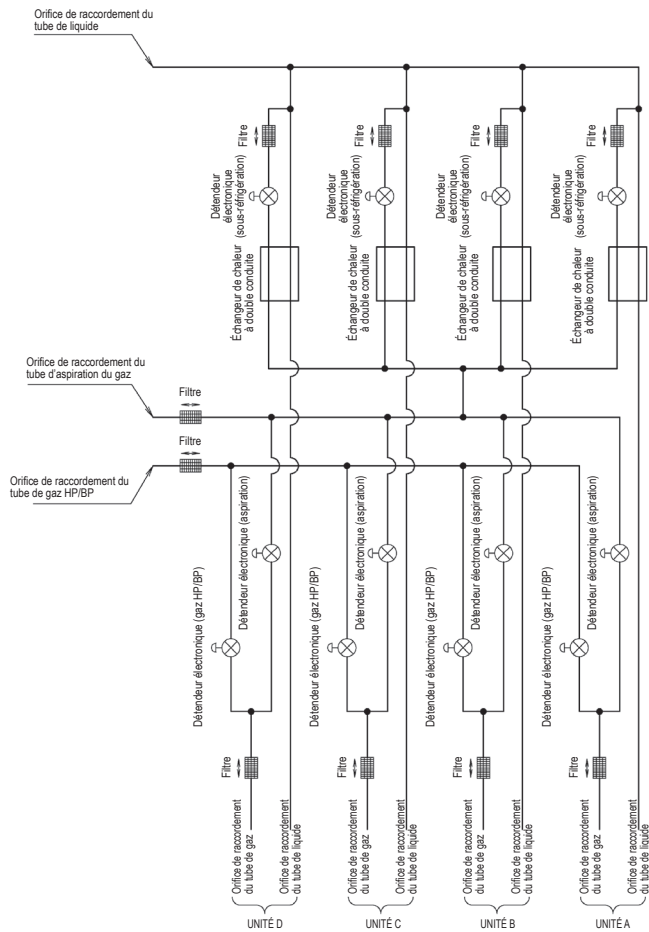 Orifice de raccordement du
tube de liquide
Filtre
Filtre
Filtre
Filtre
Détendeur
électronique
(sous-réfrigération)
Détendeur
électronique
(sous-réfrigération)
Détendeur
électronique
(sous-réfrigération)
Détendeur
électronique
(sous-réfrigération)
Échangeur de chaleur
à double conduite
Échangeur de chaleur
à double conduite
Échangeur de chaleur
à double conduite
Échangeur de chaleur
à double conduite
Orifice de raccordement du
tube d'aspiration du gaz
Filtre
Filtre
Orifice de raccordement du
tube de gaz HP/BP
Détendeur électronique (gaz HP/BP)
Détendeur électronique (aspiration)
Détendeur électronique (gaz HP/BP)
Détendeur électronique (aspiration)
Détendeur électronique (gaz HP/BP)
Détendeur électronique (aspiration)
Détendeur électronique (gaz HP/BP)
Détendeur électronique (aspiration)
Filtre
Filtre
Filtre
Filtre
Orifice de raccordement
du tube de gaz
Orifice de raccordement
du tube de liquide
Orifice de raccordement
du tube de gaz
Orifice de raccordement
du tube de liquide
Orifice de raccordement
du tube de gaz
Orifice de raccordement
du tube de liquide
Orifice de raccordement
du tube de gaz
Orifice de raccordement
du tube de liquide
UNITÉ D
UNITÉ C
UNITÉ B
UNITÉ A